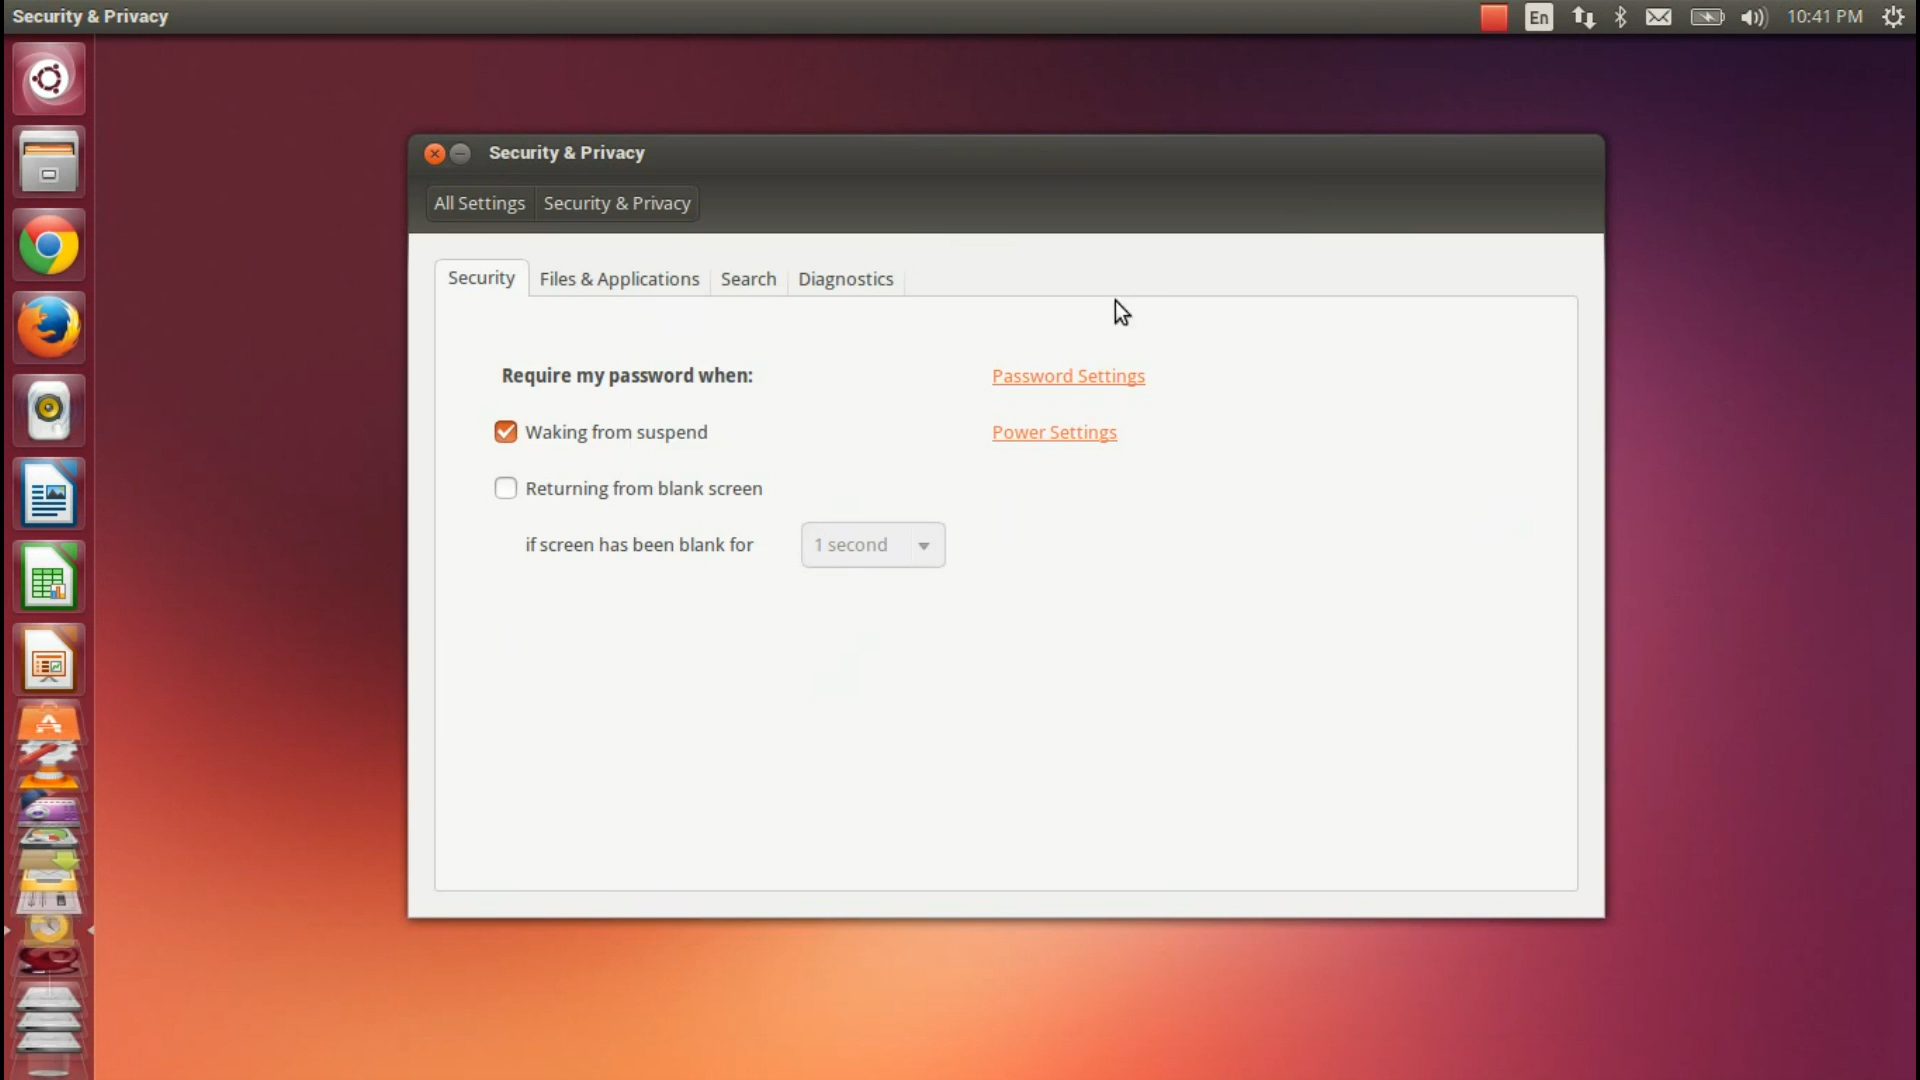 Security & Privacy
En
10:41 PM
Security & Privacy
All Settings
Security & Privacy
Security
Files & Applications
Search
Diagnostics
Require my password when:
Password Settings
Waking from suspend
Power Settings
Returning from blank screen
if screen has been blank for
1 second